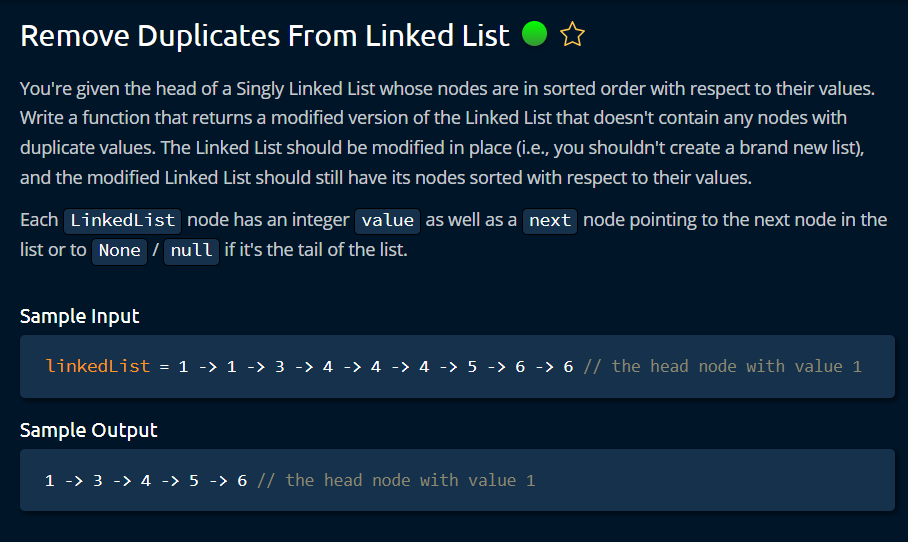 Remove Duplicates From Linked List
You're given the head of a Singly Linked List whose nodes are in sorted order with respect to their values.
Write a function that returns a modified version of the Linked List that doesn't contain any nodes with
duplicate values. The Linked List should be modified in place (i.e., you shouldn't create a brand new list),
and the modified Linked List should still have its nodes sorted with respect to their values.
Each LinkedList node has an integer value as well as a next node pointing to the next node in the
list or to None / null if it's the tail of the list.
Sample Input
linkedList = 1 -> 1 -> 3 -> 4 -> 4 -> 4 -> 5 -> 6 -> 6 // the head node with value 1
Sample Output
1 -> 3 -> 4 -> 5 -> 6 // the head node with value 1